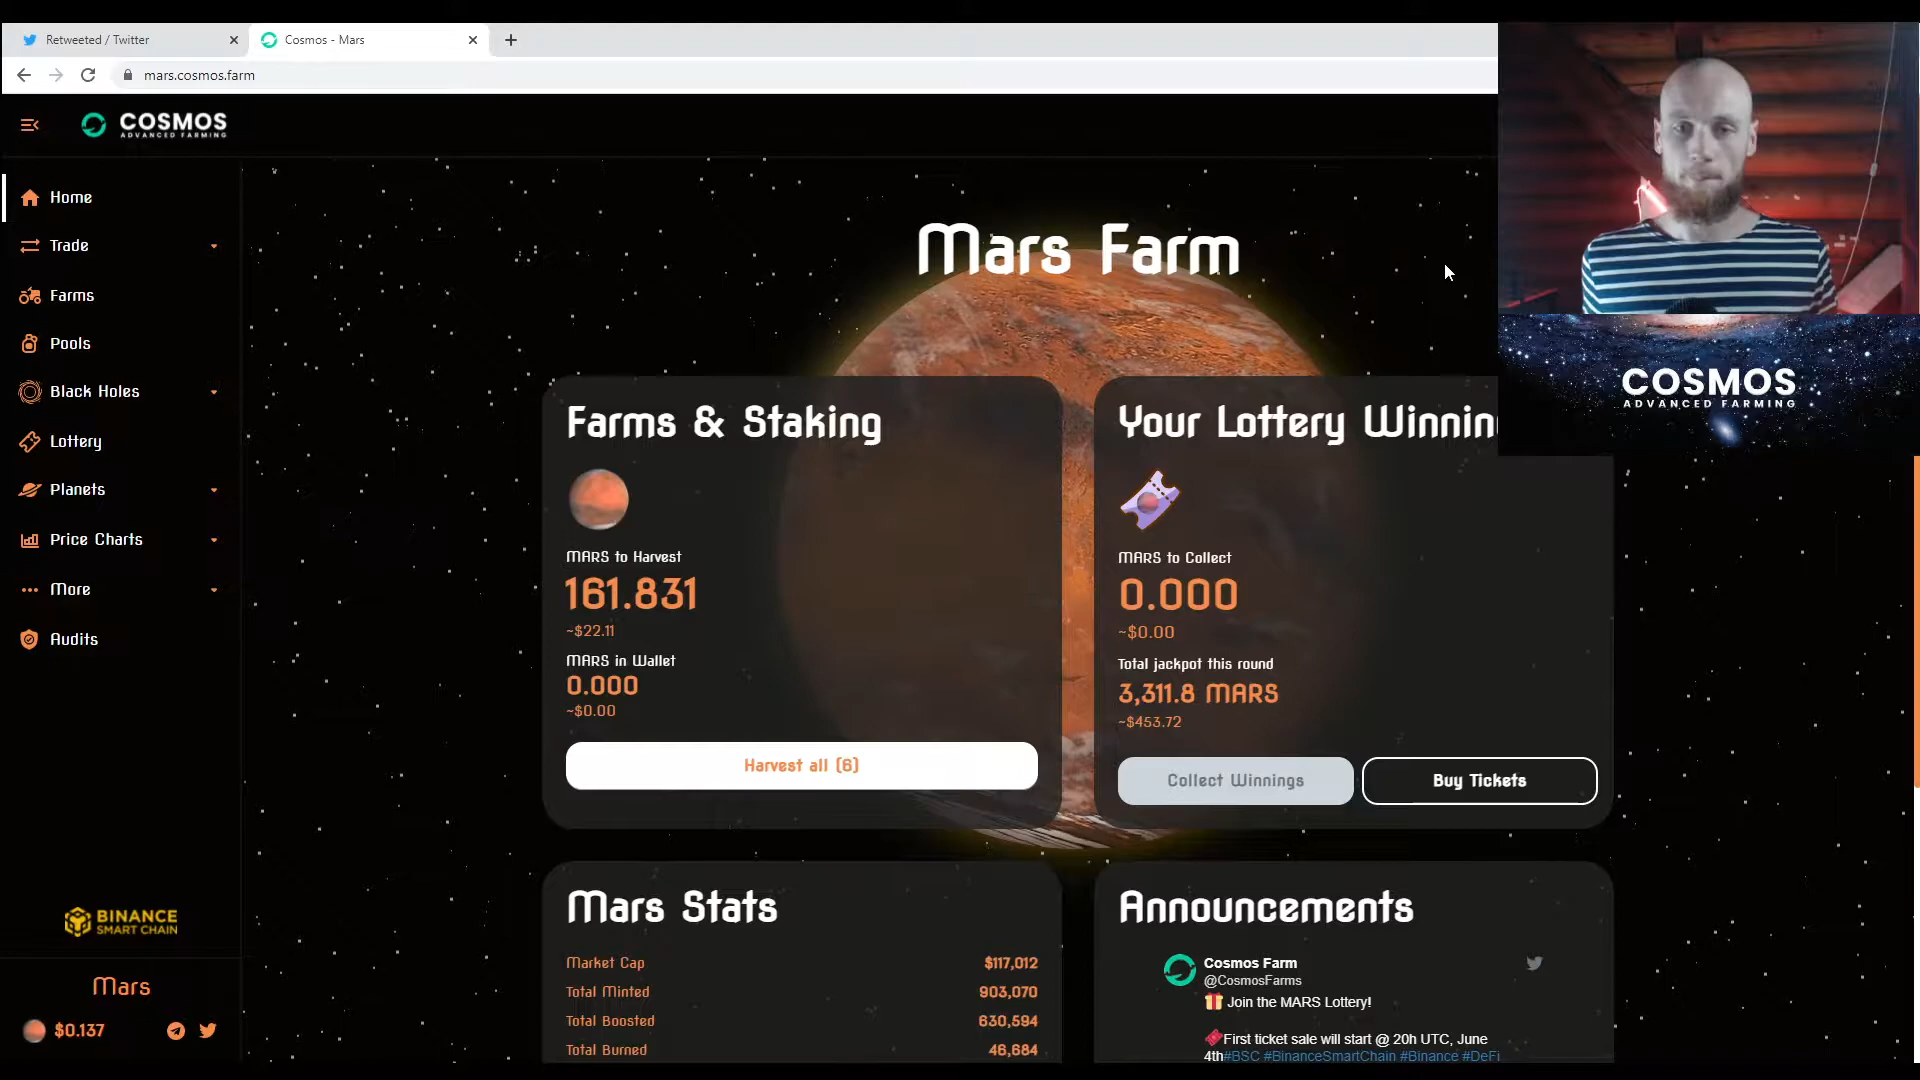 Retweeted / Twitter
Cosmos - Mars
mars.cosmos.farm
COSMOS
ADVANCED FARMING
Home
Trade
Farms
Pools
Black Holes
Lottery
Planets
Price Charts
More
Audits
BINANCE
SMART CHAIN
Mars
$0.137
Mars Farm
Farms & Staking
MARS to Harvest
161.831
~$22.11
MARS in Wallet
0.000
~$0.00
Harvest all (6)
Your Lottery Winnin
MARS to Collect
0.000
~$0.00
Total jackpot this round
3,311.8 MARS
~$453.72
Collect Winnings
Buy Tickets
Mars Stats
Market Cap $117,012
Total Minted 903,070
Total Boosted 630,594
Total Burned 46,684
Announcements
Cosmos Farm
@CosmosFarms
Join the MARS Lottery!
First ticket sale will start @ 20h UTC, June
4th#BSC #BinanceSmartChain #Binance #DeFi
COSMOS
ADVANCED FARMING